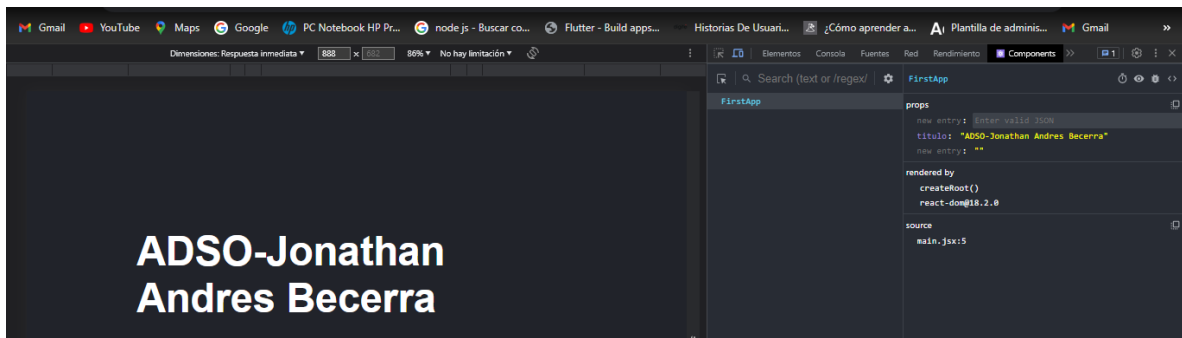 Gmail YouTube Maps Google PC Notebook HP Pr... node js - Buscar co... Flutter - Build apps... Historias De Usuari... ¿Cómo aprender a... Plantilla de adminis... Gmail »
Dimensiones: Respuesta inmediata ▼ 888 x 662 86% ▼ No hay limitación ▼
Elementos Consola Fuentes Red Rendimiento Components 1
Search (text or /regex/
FirstApp
FirstApp
props
new entry: Enter valid JSON
titulo: "ADSO-Jonathan Andres Becerra"
new entry: ""
rendered by
createRoot()
react-dom@18.2.0
source
main.jsx:5
ADSO-Jonathan
Andres Becerra